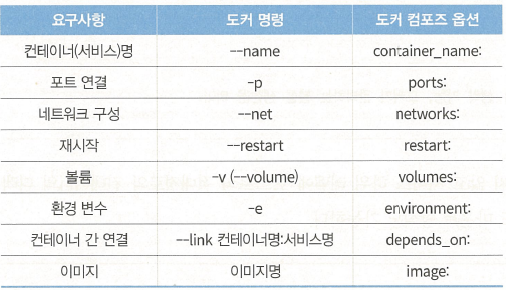 요구사항 도커 명령 도커 컴포즈 옵션
컨테이너(서비스)명 --name container_name:
포트 연결 -p ports:
네트워크 구성 --net networks:
재시작 --restart restart:
볼륨 -v (--volume) volumes:
환경 변수 -e environment:
컨테이너 간 연결 --link 컨테이너명:서비스명 depends_on:
이미지 이미지명 image: